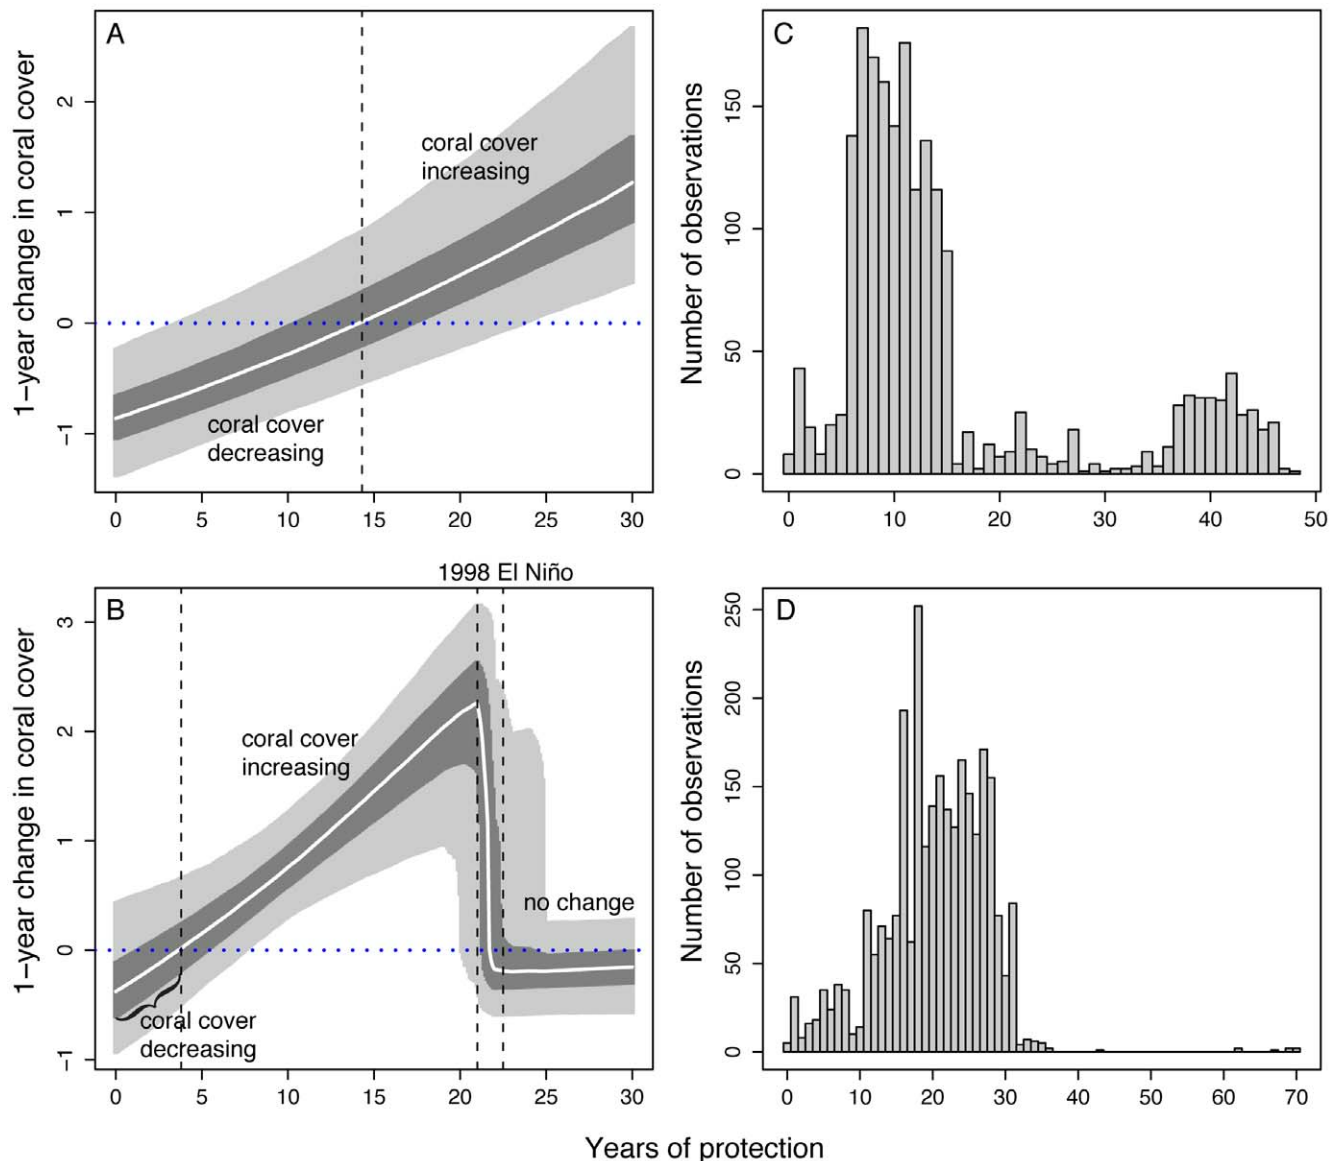 A
1−year change in coral cover
2
1
0
−1
coral cover
increasing
coral cover
decreasing
0 5 10 15 20 25 30
C
Number of observations
150
100
50
0
0 10 20 30 40 50
1998 El Niño
B
1−year change in coral cover
3
2
1
0
−1
coral cover
increasing
no change
coral cover
decreasing
0 5 10 15 20 25 30
D
Number of observations
250
200
150
100
50
0
0 10 20 30 40 50 60 70
Years of protection